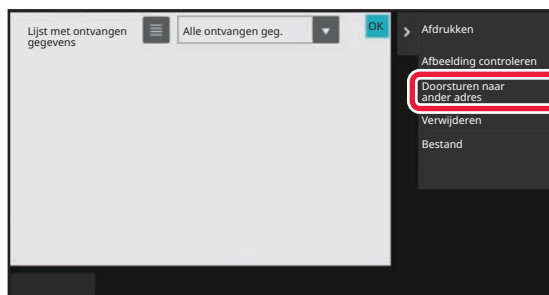 Lijst met ontvangen
gegevens
Alle ontvangen geg.
OK
Afdrukken
Afbeelding controleren
Doorsturen naar
ander adres
Verwijderen
Bestand